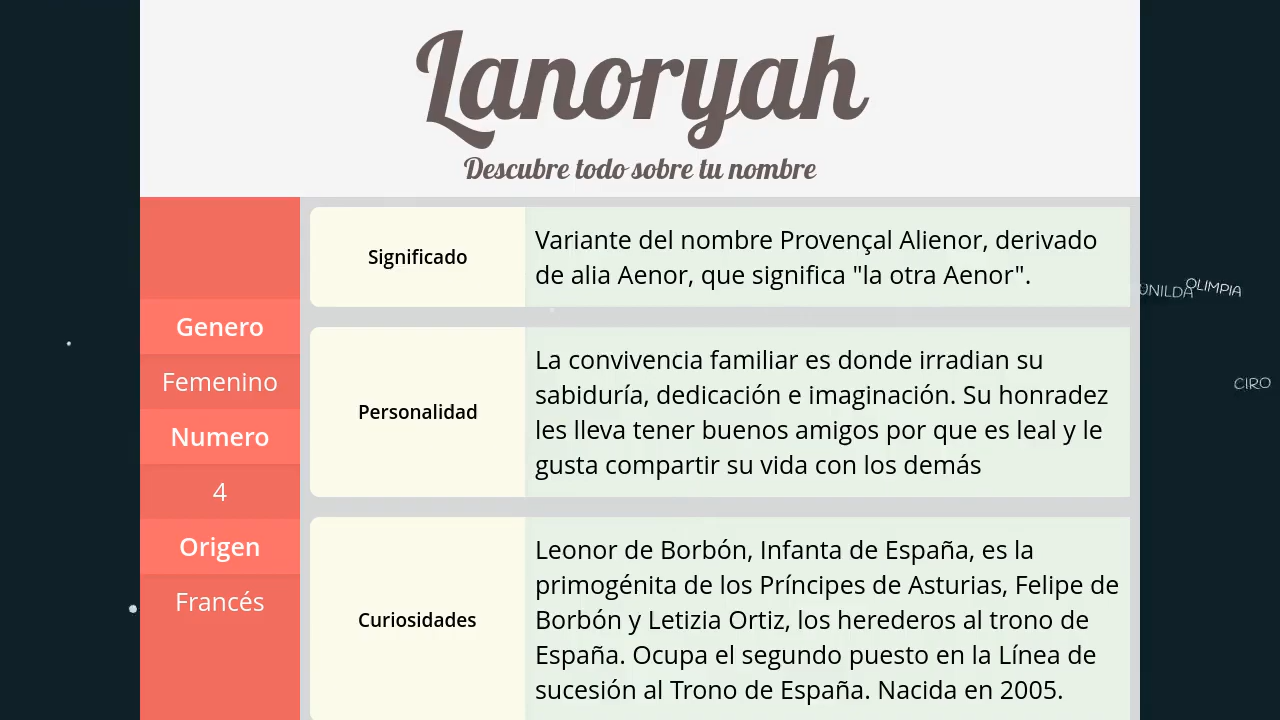 Lanoryah
Descubre todo sobre tu nombre
Genero
Femenino
Numero
4
Origen
Francés
Significado
Variante del nombre Provençal Alienor, derivado
de alia Aenor, que significa "la otra Aenor".
Personalidad
La convivencia familiar es donde irradian su
sabiduría, dedicación e imaginación. Su honradez
les lleva tener buenos amigos por que es leal y le
gusta compartir su vida con los demás
Curiosidades
Leonor de Borbón, Infanta de España, es la
primogénita de los Príncipes de Asturias, Felipe de
Borbón y Letizia Ortiz, los herederos al trono de
España. Ocupa el segundo puesto en la Línea de
sucesión al Trono de España. Nacida en 2005.
OLIMPIA
CIRO